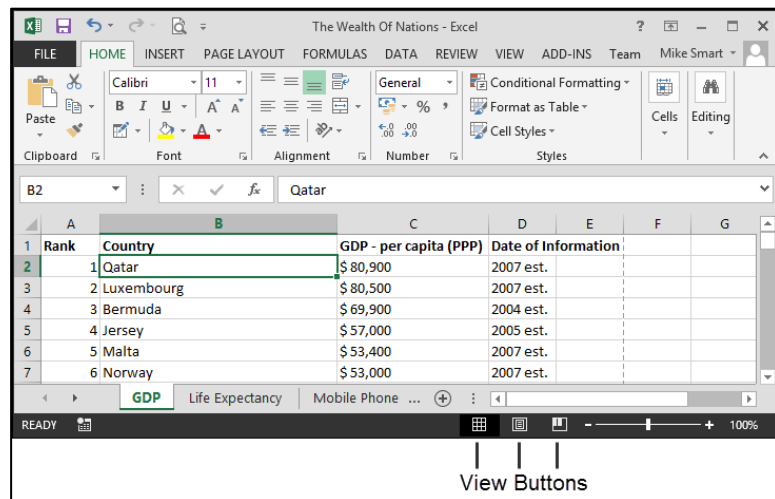 The Wealth Of Nations - Excel ?
FILE HOME INSERT PAGE LAYOUT FORMULAS DATA REVIEW VIEW ADD-INS Team Mike Smart
Calibri 11 General Conditional Formatting
Paste B I U A A $ % , Format as Table Cells Editing
A .00 .0 Cell Styles
Clipboard Font Alignment Number Styles
B2 fx Qatar
A B C D E F G
1 Rank Country GDP - per capita (PPP) Date of Information
2 1 Qatar $ 80,900 2007 est.
3 2 Luxembourg $ 80,500 2007 est.
4 3 Bermuda $ 69,900 2004 est.
5 4 Jersey $ 57,000 2005 est.
6 5 Malta $ 53,400 2007 est.
7 6 Norway $ 53,000 2007 est.
GDP Life Expectancy Mobile Phone ...
READY - + 100%
View Buttons